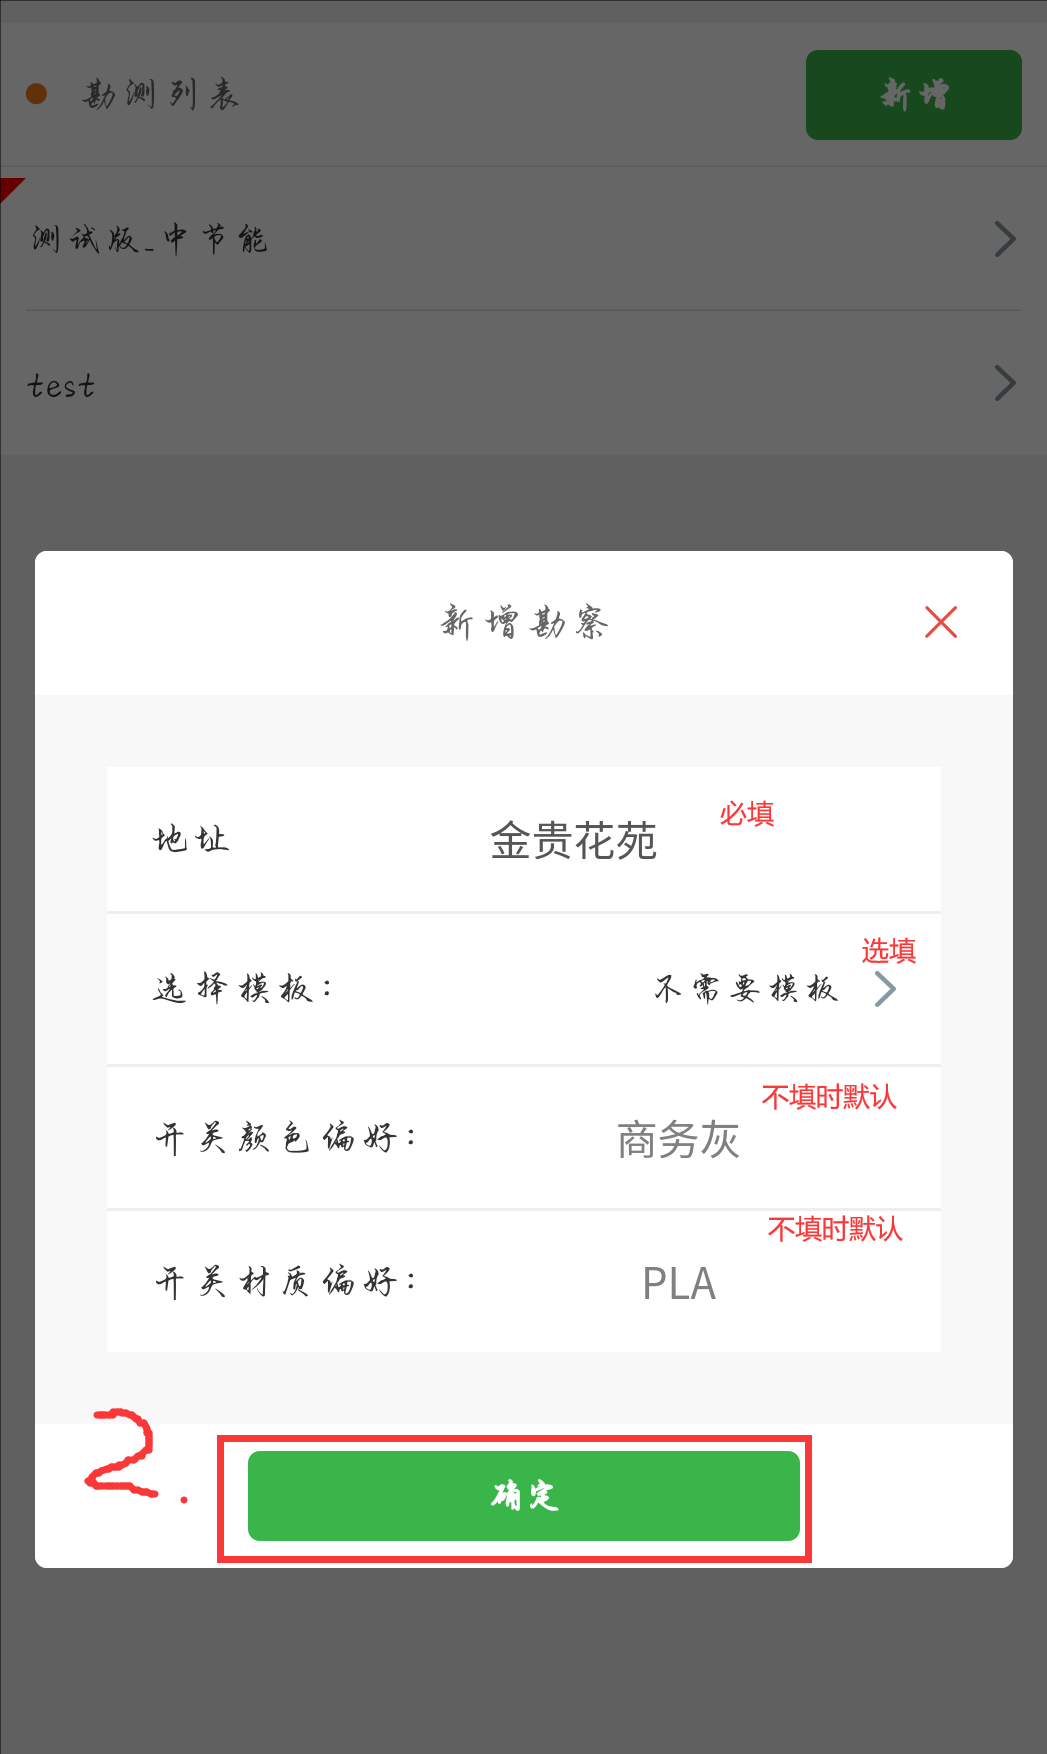 勘测列表
新增
测试版_中节能
test
新增勘察
地址 金贵花苑 必填
选填
选择模板： 不需要模板
不填时默认
开关颜色偏好： 商务灰
不填时默认
开关材质偏好： PLA
2.
确定